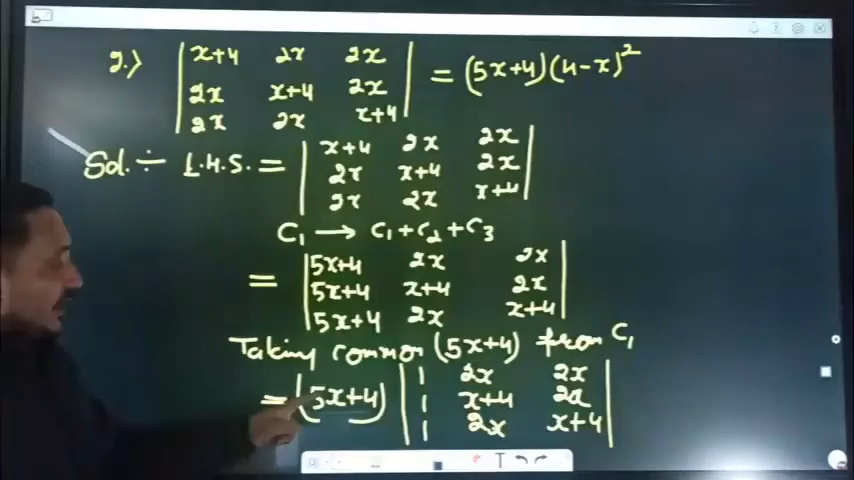 2.) | x+4 2x 2x | = (5x+4)(4-x)²
| 2x x+4 2x |
| 2x 2x x+4 |
Sol. ÷ L.H.S. = | x+4 2x 2x |
| 2x x+4 2x |
| 2x 2x x+4 |
C₁ → C₁+C₂+C₃
= | 5x+4 2x 2x |
| 5x+4 x+4 2x |
| 5x+4 2x x+4 |
Taking common (5x+4) from C₁
= (5x+4) | 1 2x 2x |
| 1 x+4 2x |
| 1 2x x+4 |